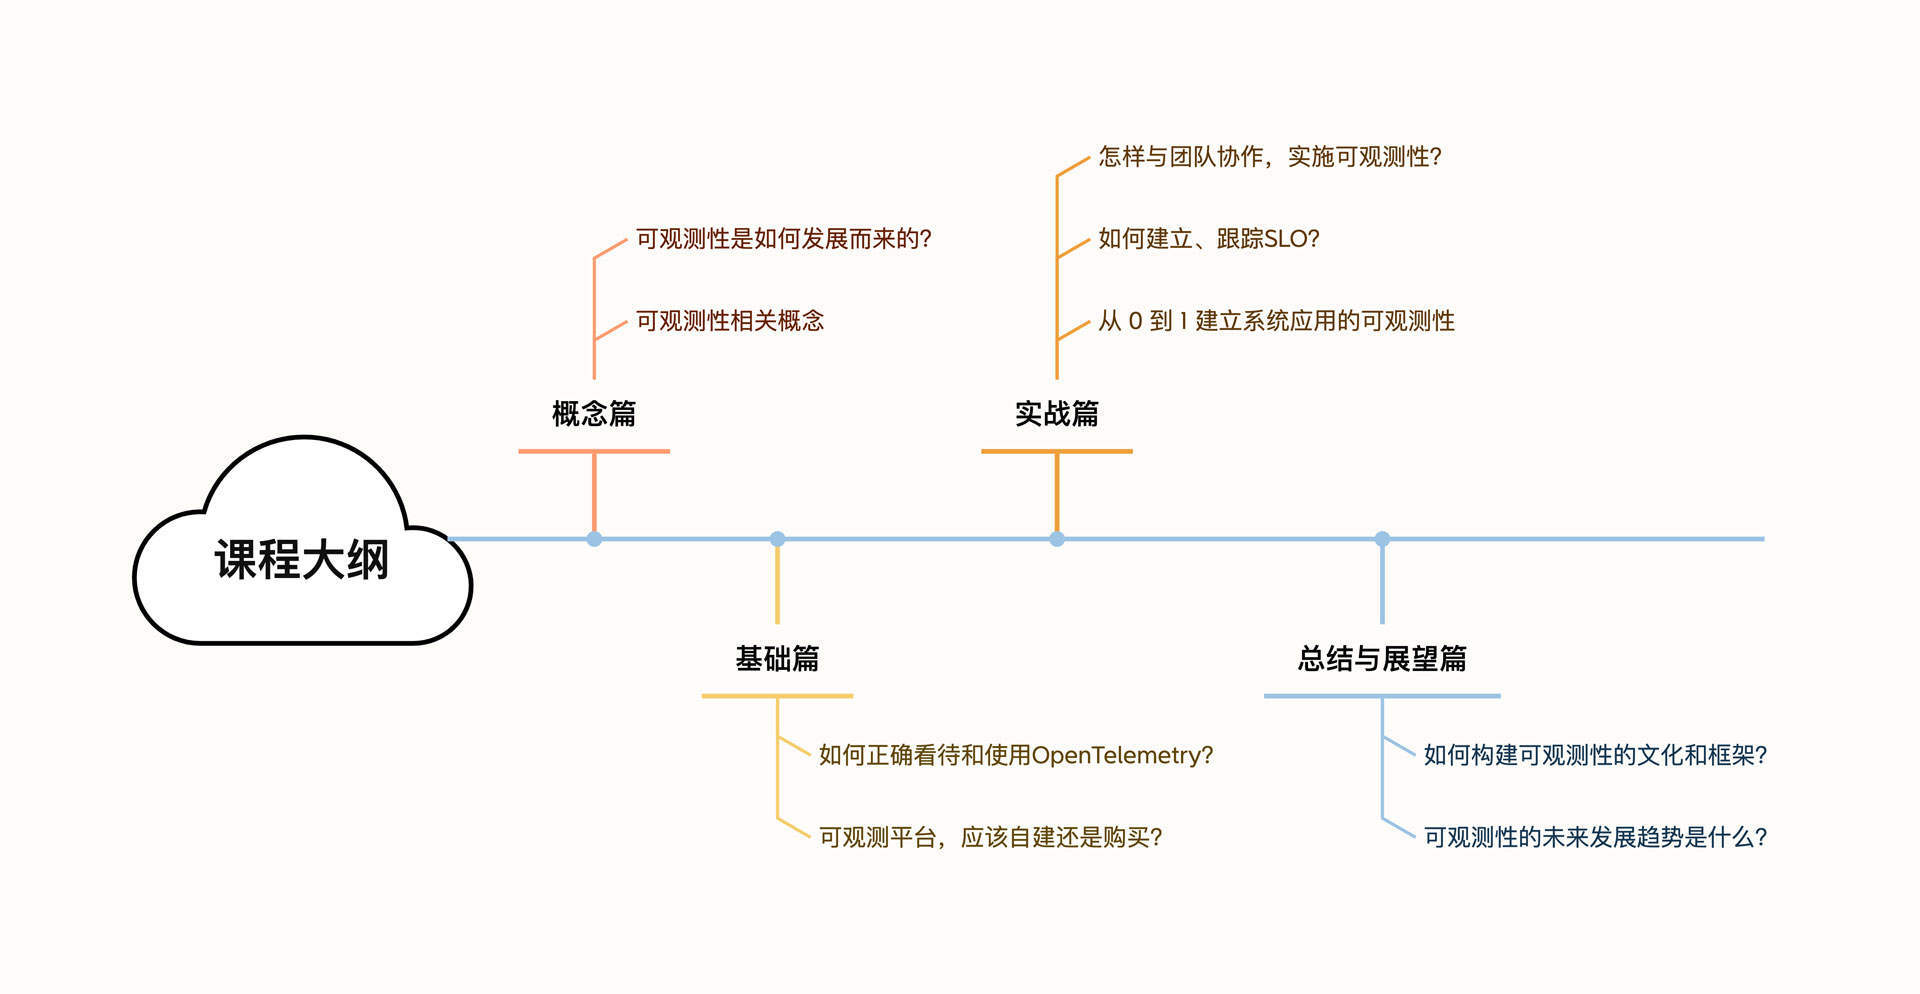 课程大纲
概念篇
可观测性是如何发展而来的?
可观测性相关概念
基础篇
如何正确看待和使用OpenTelemetry?
可观测平台，应该自建还是购买?
实战篇
怎样与团队协作，实施可观测性?
如何建立、跟踪SLO?
从 0 到 1 建立系统应用的可观测性
总结与展望篇
如何构建可观测性的文化和框架?
可观测性的未来发展趋势是什么?